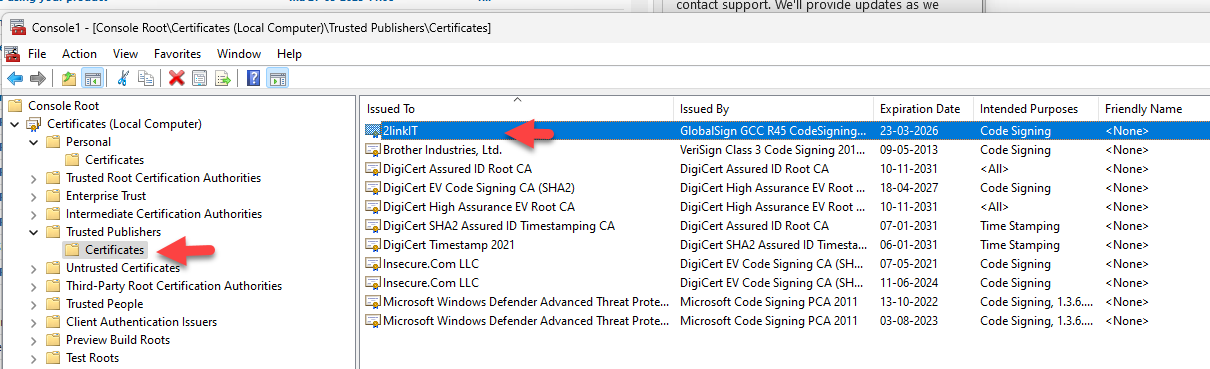 using your product
contact support. We'll provide updates as we
Console1 - [Console Root\Certificates (Local Computer)\Trusted Publishers\Certificates]
File Action View Favorites Window Help
Console Root
Certificates (Local Computer)
Personal
Certificates
Trusted Root Certification Authorities
Enterprise Trust
Intermediate Certification Authorities
Trusted Publishers
Certificates
Untrusted Certificates
Third-Party Root Certification Authorities
Trusted People
Client Authentication Issuers
Preview Build Roots
Test Roots
Issued To Issued By Expiration Date Intended Purposes Friendly Name
2linkIT GlobalSign GCC R45 CodeSigning... 23-03-2026 Code Signing <None>
Brother Industries, Ltd. VeriSign Class 3 Code Signing 201... 09-05-2013 Code Signing <None>
DigiCert Assured ID Root CA DigiCert Assured ID Root CA 10-11-2031 <All> <None>
DigiCert EV Code Signing CA (SHA2) DigiCert High Assurance EV Root ... 18-04-2027 Code Signing <None>
DigiCert High Assurance EV Root CA DigiCert High Assurance EV Root ... 10-11-2031 <All> <None>
DigiCert SHA2 Assured ID Timestamping CA DigiCert Assured ID Root CA 07-01-2031 Time Stamping <None>
DigiCert Timestamp 2021 DigiCert SHA2 Assured ID Timesta... 06-01-2031 Time Stamping <None>
Insecure.Com LLC DigiCert EV Code Signing CA (SH... 07-05-2021 Code Signing <None>
Insecure.Com LLC DigiCert EV Code Signing CA (SH... 11-06-2024 Code Signing <None>
Microsoft Windows Defender Advanced Threat Prote... Microsoft Code Signing PCA 2011 13-10-2022 Code Signing, 1.3.6.... <None>
Microsoft Windows Defender Advanced Threat Prote... Microsoft Code Signing PCA 2011 03-08-2023 Code Signing, 1.3.6.... <None>